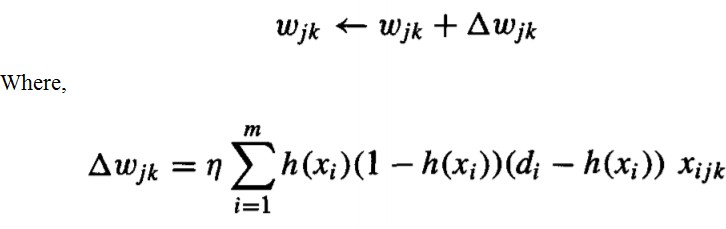 w_{jk} ← w_{jk} + Δw_{jk}
Where,
Δw_{jk} = η ∑_{i=1}^{m} h(x_i)(1 − h(x_i))(d_i − h(x_i)) x_{ijk}